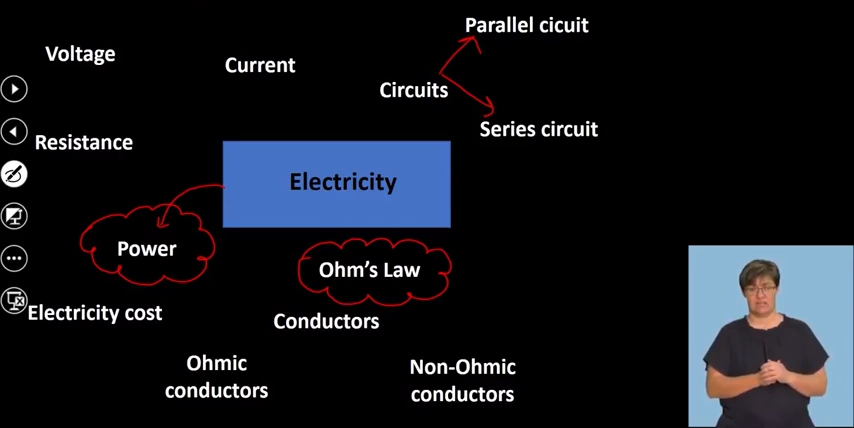 Parallel cicuit
Voltage
Current
Circuits
Series circuit
Resistance
Electricity
Power
Ohm's Law
Electricity cost
Conductors
Ohmic
conductors
Non-Ohmic
conductors